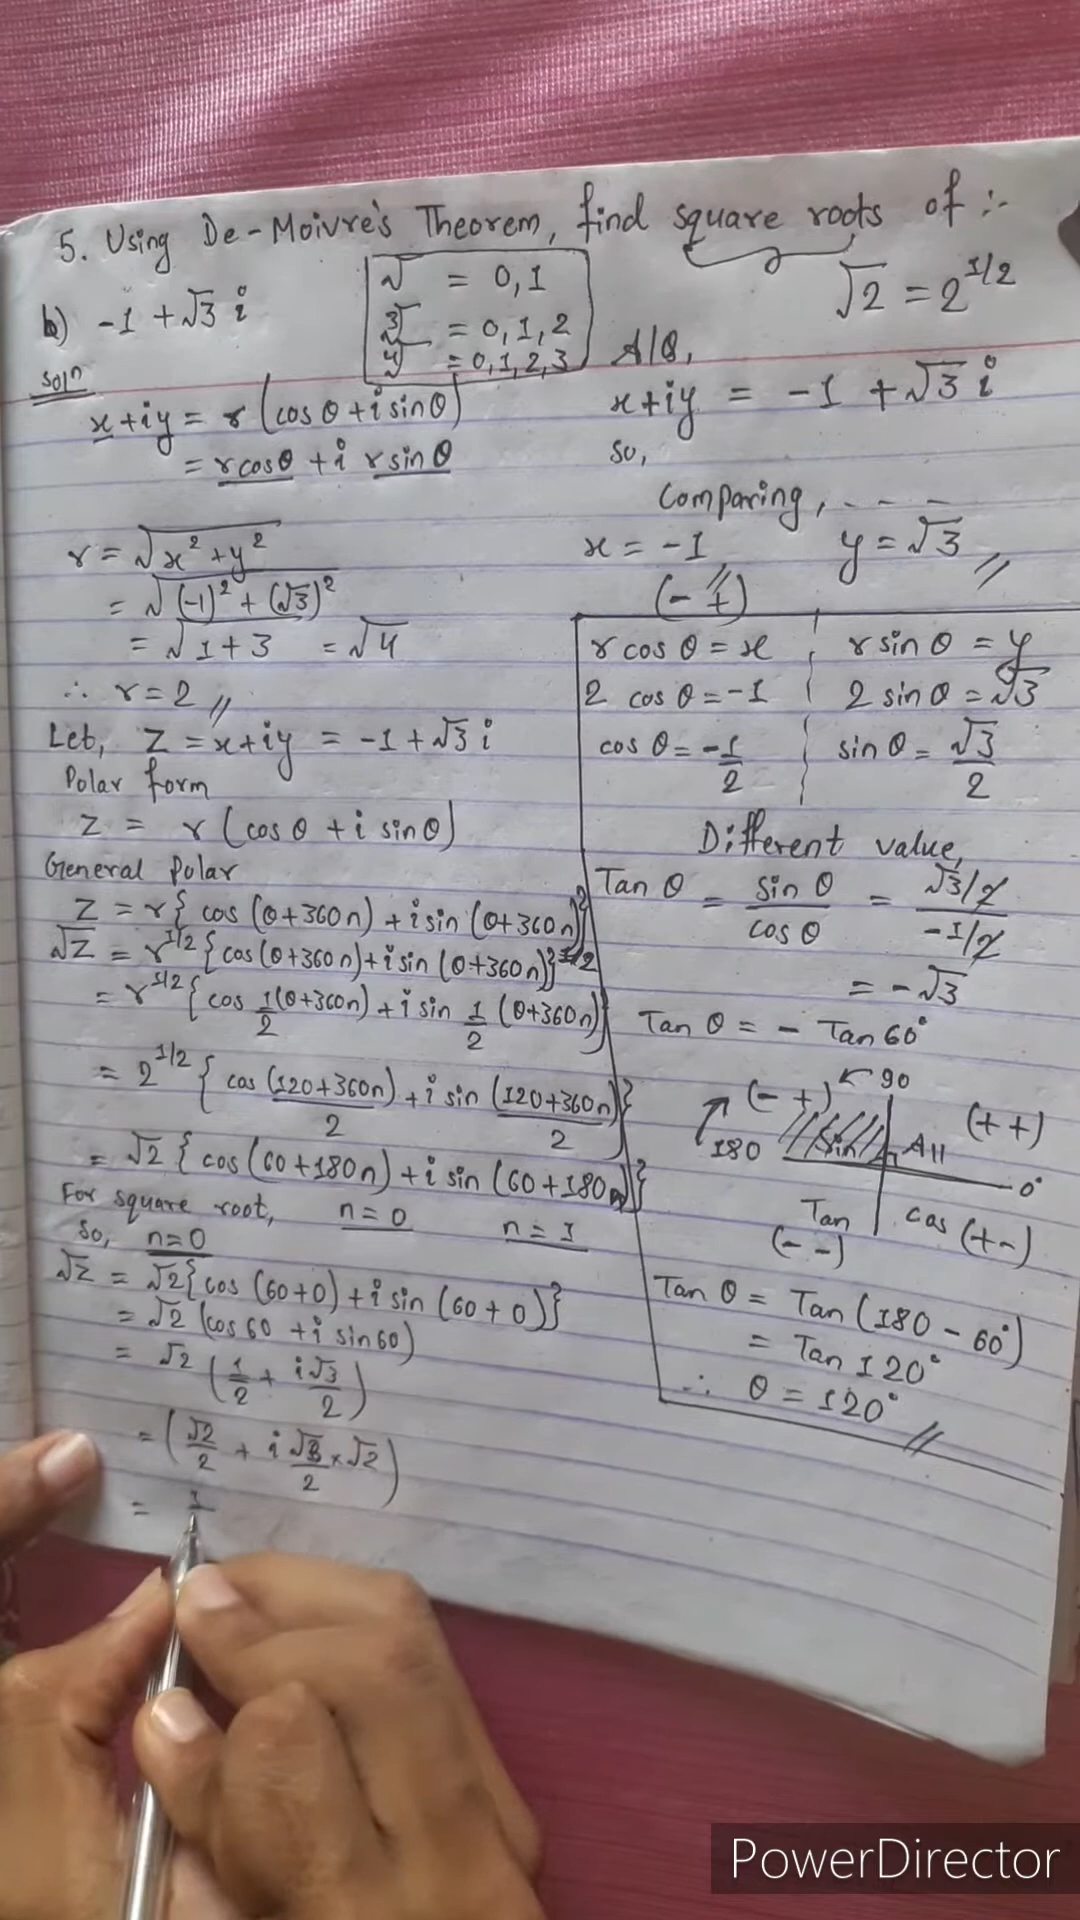 5. Using De-Moivre's Theorem, find square roots of :-
√2 = 2^1/2
b) -1 + √3 i
√ = 0,1
∛ = 0,1,2
∜ = 0,1,2,3
Solⁿ
x+iy = r (cos θ + i sin θ)
= r cos θ + i r sin θ
r = √x² + y²
= √(-1)² + (√3)²
= √1+3 = √4
∴ r = 2 //
Let, Z = x+iy = -1 + √3 i
Polar form
Z = r (cos θ + i sin θ)
General Polar
Z = r { cos (θ+360n) + i sin (θ+360n)}
√Z = r^1/2 {cos(θ+360n)+i sin (θ+360n)}^1/2
= r^1/2 { cos 1/2 (θ+360n) + i sin 1/2 (θ+360n)}
= 2^1/2 { cos (120+360n)/2 + i sin (120+360n)/2}
= √2 { cos (60+180n) + i sin (60+180n)}
For square root, n=0 n=1
So, n=0
√Z = √2{cos (60+0) + i sin (60+0)}
= √2 (cos 60 + i sin 60)
= √2 (1/2 + i√3/2)
= (√2/2 + i √3/2 × √2)
=
A/Q,
x+iy = -1 + √3 i
so,
Comparing, - - -
x = -1, y = √3 //
(- +)
r cos θ = x r sin θ = y
2 cos θ = -1 2 sin θ = √3
cos θ = -1/2 sin θ = √3/2
Different value,
Tan θ = sin θ/cos θ = √3/2 / -1/2
= -√3
Tan θ = - Tan 60°
(- +) ← 90
(+ +)
180 Sin All
0°
Tan cos (+ -)
(- -)
Tan θ = Tan (180 - 60°)
= Tan 120°
∴ θ = 120° //
PowerDirector